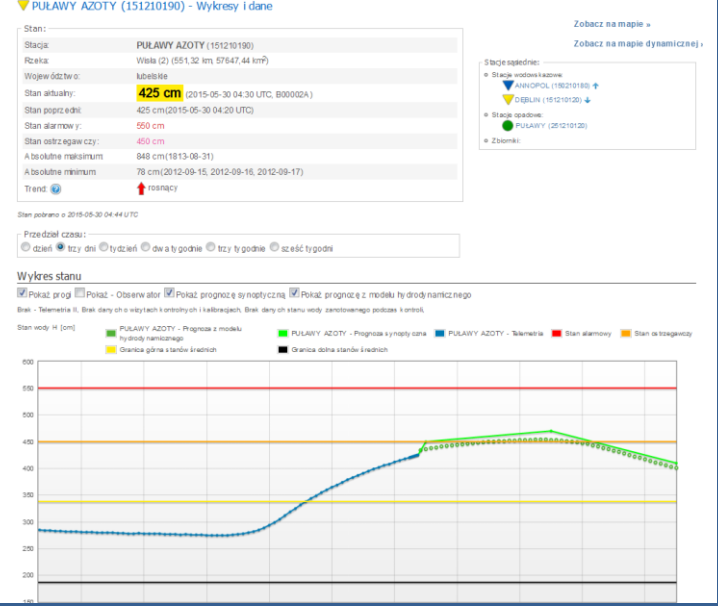 PUŁAWY AZOTY (151210190) - Wykresy i dane
Zobacz na mapie »
Zobacz na mapie dynamicznej
Stan:
Stacja: PUŁAWY AZOTY (151210190)
Rzeka: Wisła (2) (551,32 km, 57647,44 km²)
Województwo: lubelskie
Stan aktualny: 425 cm (2015-05-30 04:30 UTC, B00002A)
Stan poprzedni: 425 cm (2015-05-30 04:20 UTC)
Stan alarmowy: 550 cm
Stan ostrzegawczy: 450 cm
Absolutne maksimum: 848 cm (1813-08-31)
Absolutne minimum: 78 cm (2012-09-15, 2012-09-16, 2012-09-17)
Trend: rosnący
Stacje sąsiednie:
Stacje wodowskazowe:
ANNOPOL (150210180)
DĘBLIN (151210120)
Stacje opadowe:
PUŁAWY (251210120)
Zbiorniki:
Stan pobrano o 2015-05-30 04:44 UTC
Przedział czasu:
dzień trzy dni tydzień dwa tygodnie trzy tygodnie sześć tygodni
Wykres stanu
Pokaż progi Pokaż - Obserwator Pokaż prognozę synoptyczną Pokaż prognozę z modelu hydrodynamicznego
Brak - Telemetria II, Brak danych o wizytach kontrolnych i kalibracjach, Brak danych stanu wody zanotowanego podczas kontroli,
Stan wody H [cm]
PUŁAWY AZOTY - Prognoza z modelu hydrodynamicznego
PUŁAWY AZOTY - Prognoza synoptyczna
PUŁAWY AZOTY - Telemetria
Stan alarmowy
Stan ostrzegawczy
Granica górna stanów średnich
Granica dolna stanów średnich
600
550
500
450
400
350
300
250
200
150